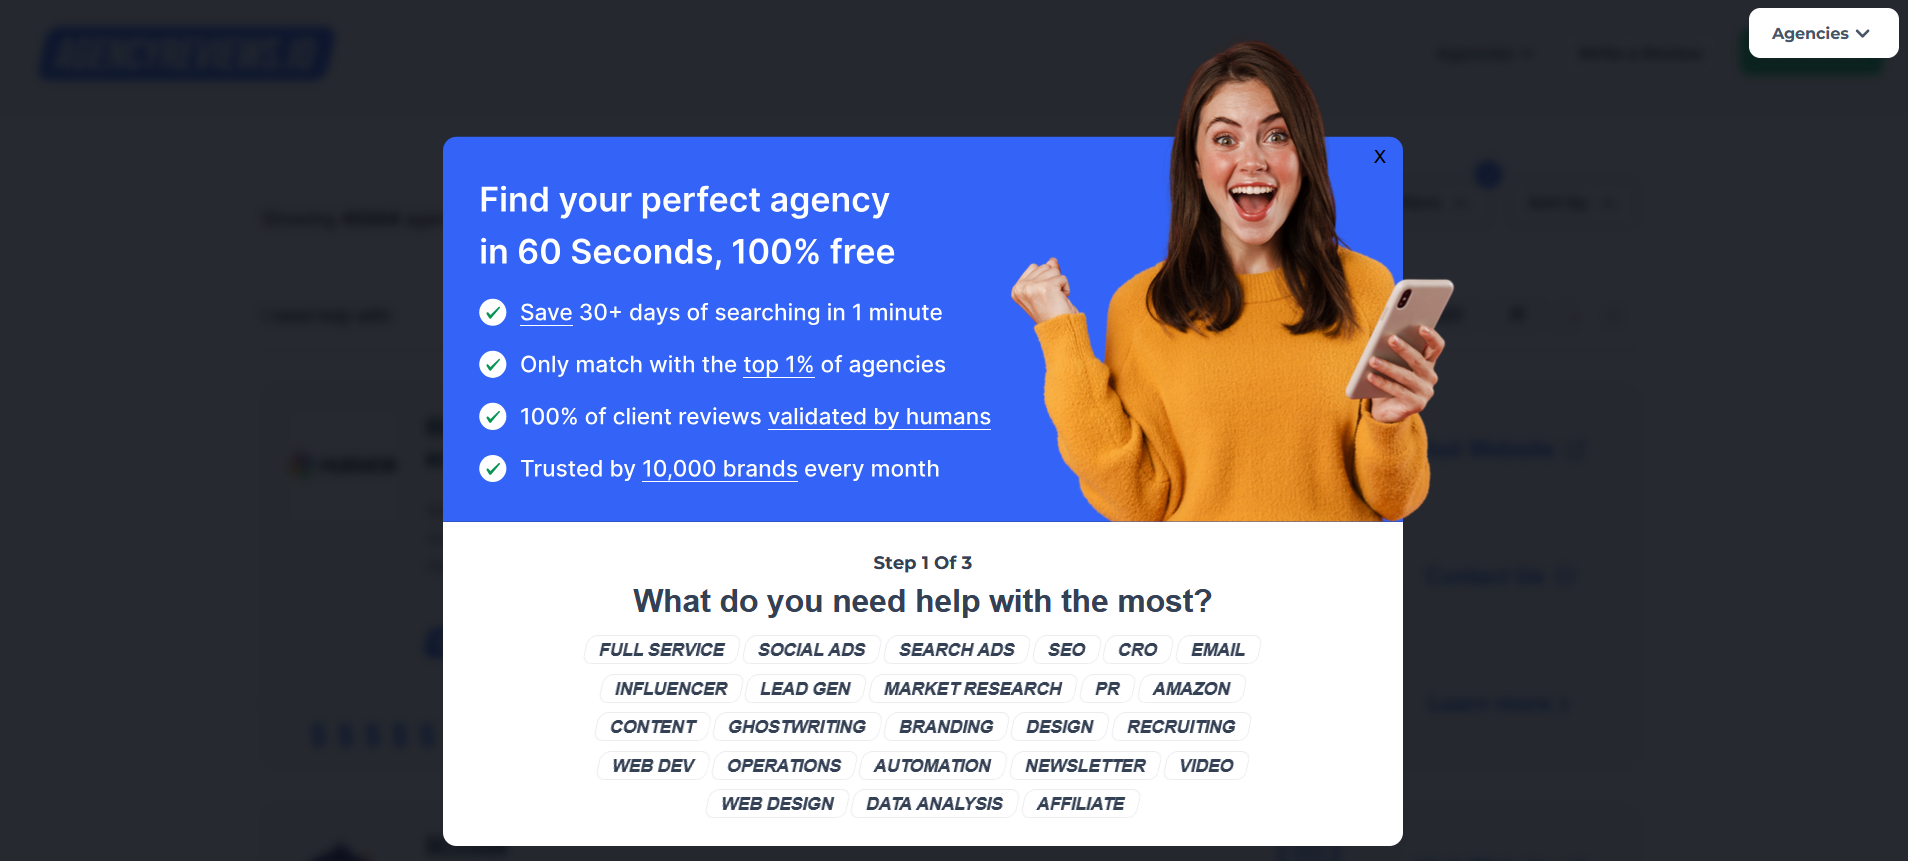 AGENCYREVIEWS.IO
Agencies
X
Find your perfect agency
in 60 Seconds, 100% free
Save 30+ days of searching in 1 minute
Only match with the top 1% of agencies
100% of client reviews validated by humans
Trusted by 10,000 brands every month
Step 1 Of 3
What do you need help with the most?
FULL SERVICE SOCIAL ADS SEARCH ADS SEO CRO EMAIL
INFLUENCER LEAD GEN MARKET RESEARCH PR AMAZON
CONTENT GHOSTWRITING BRANDING DESIGN RECRUITING
WEB DEV OPERATIONS AUTOMATION NEWSLETTER VIDEO
WEB DESIGN DATA ANALYSIS AFFILIATE